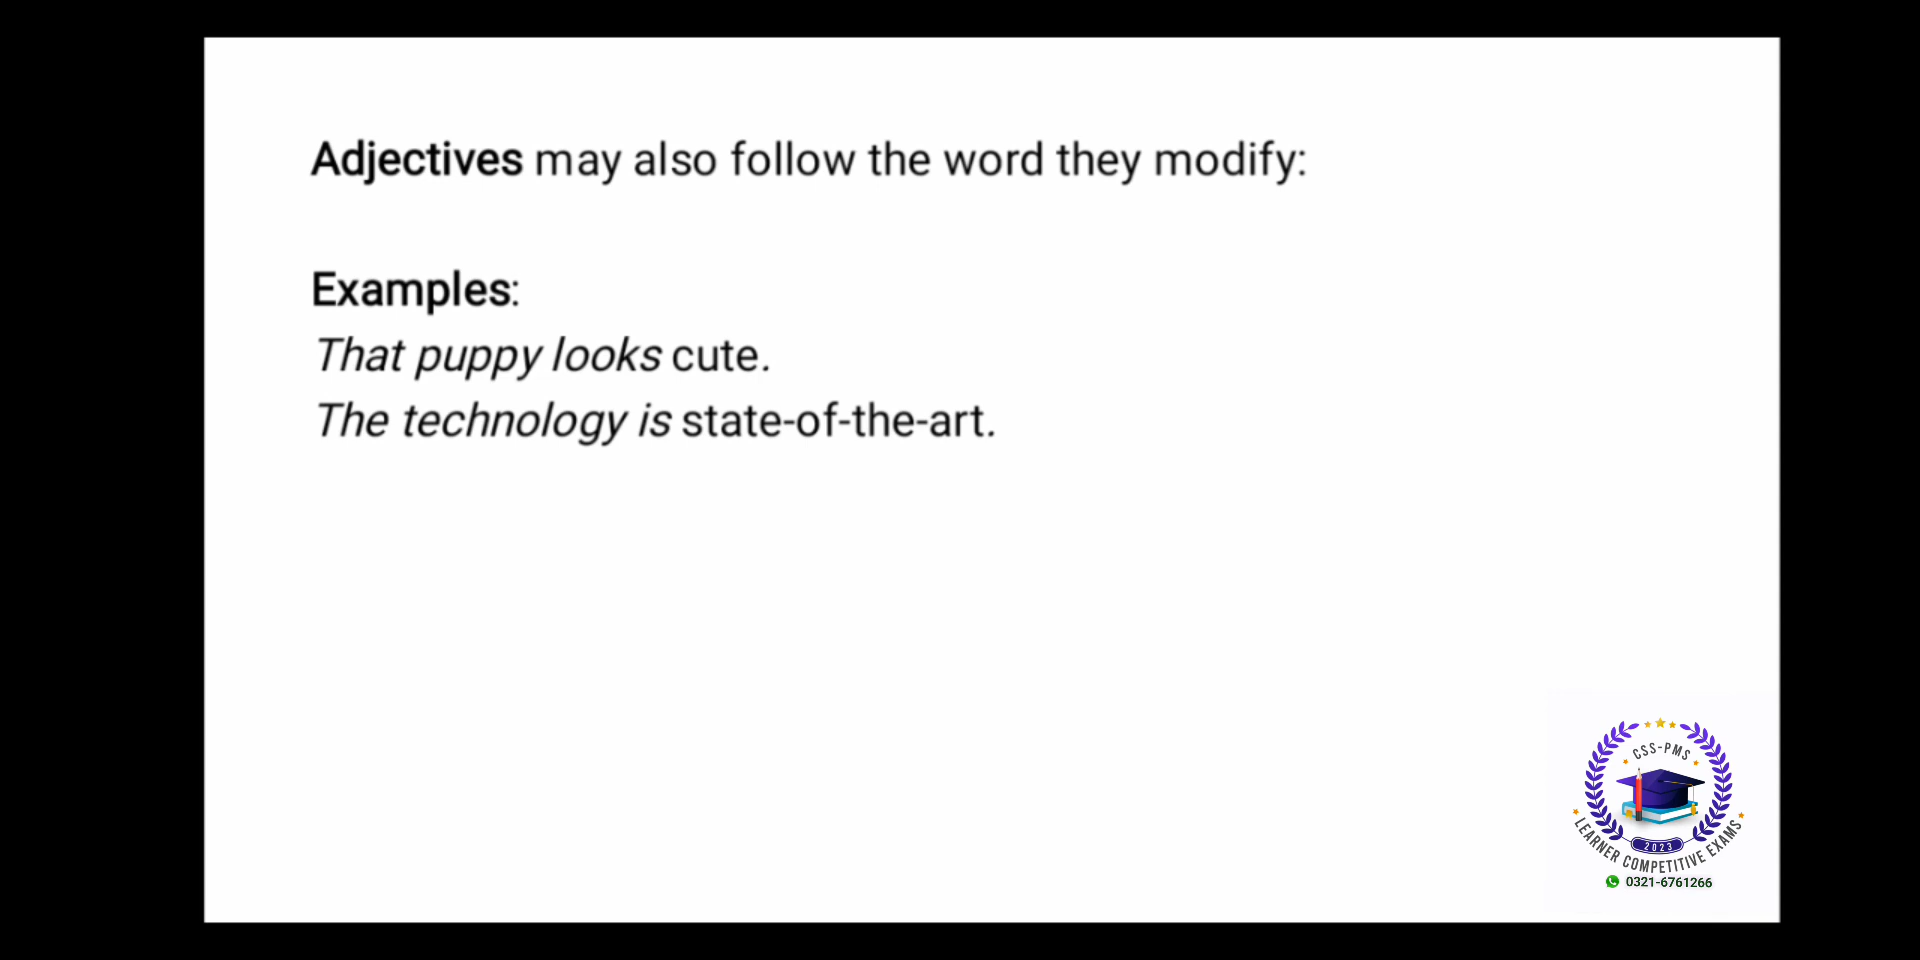 Adjectives may also follow the word they modify:
Examples:
That puppy looks cute.
The technology is state-of-the-art.
CSS-PMS
2023
LEARNER COMPETITIVE EXAMS
0321-6761266